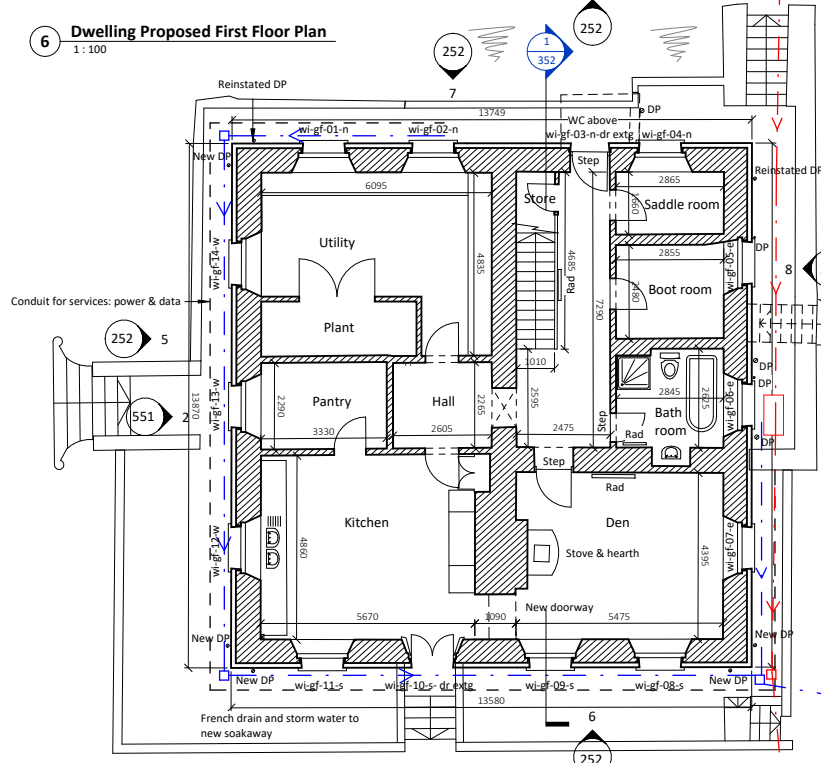 6 Dwelling Proposed First Floor Plan
1 : 100
252
252
1
352
7
Reinstated DP
13749
DP
WC above
wi-gf-01-n
wi-gf-02-n
wi-gf-03-n-dr extg
wi-gf-04-n
New DP
Step
Reinstated DP
6095
2865
Store
1660
Saddle room
Utility
4835
4685
Rad
7290
2855
DP
wi-gf-14-w
wi-gf-05-e
8
2480
Boot room
Conduit for services: power & data
Plant
252
5
1010
DP
DP
13870
wi-gf-13-w
2290
Pantry
Hall
2265
2595
2845
2625
wi-gf-06-e
551
2
3330
2605
2475
Step
Bath
room
Rad
DP
Step
Rad
Kitchen
Den
wi-gf-12-w
4860
Stove & hearth
4395
wi-gf-07-e
New doorway
5670
1090
5475
New DP
New DP
New DP
New DP
wi-gf-11-s
wi-gf-10-s- dr extg
wi-gf-09-s
wi-gf-08-s
13580
French drain and storm water to
new soakaway
6
252